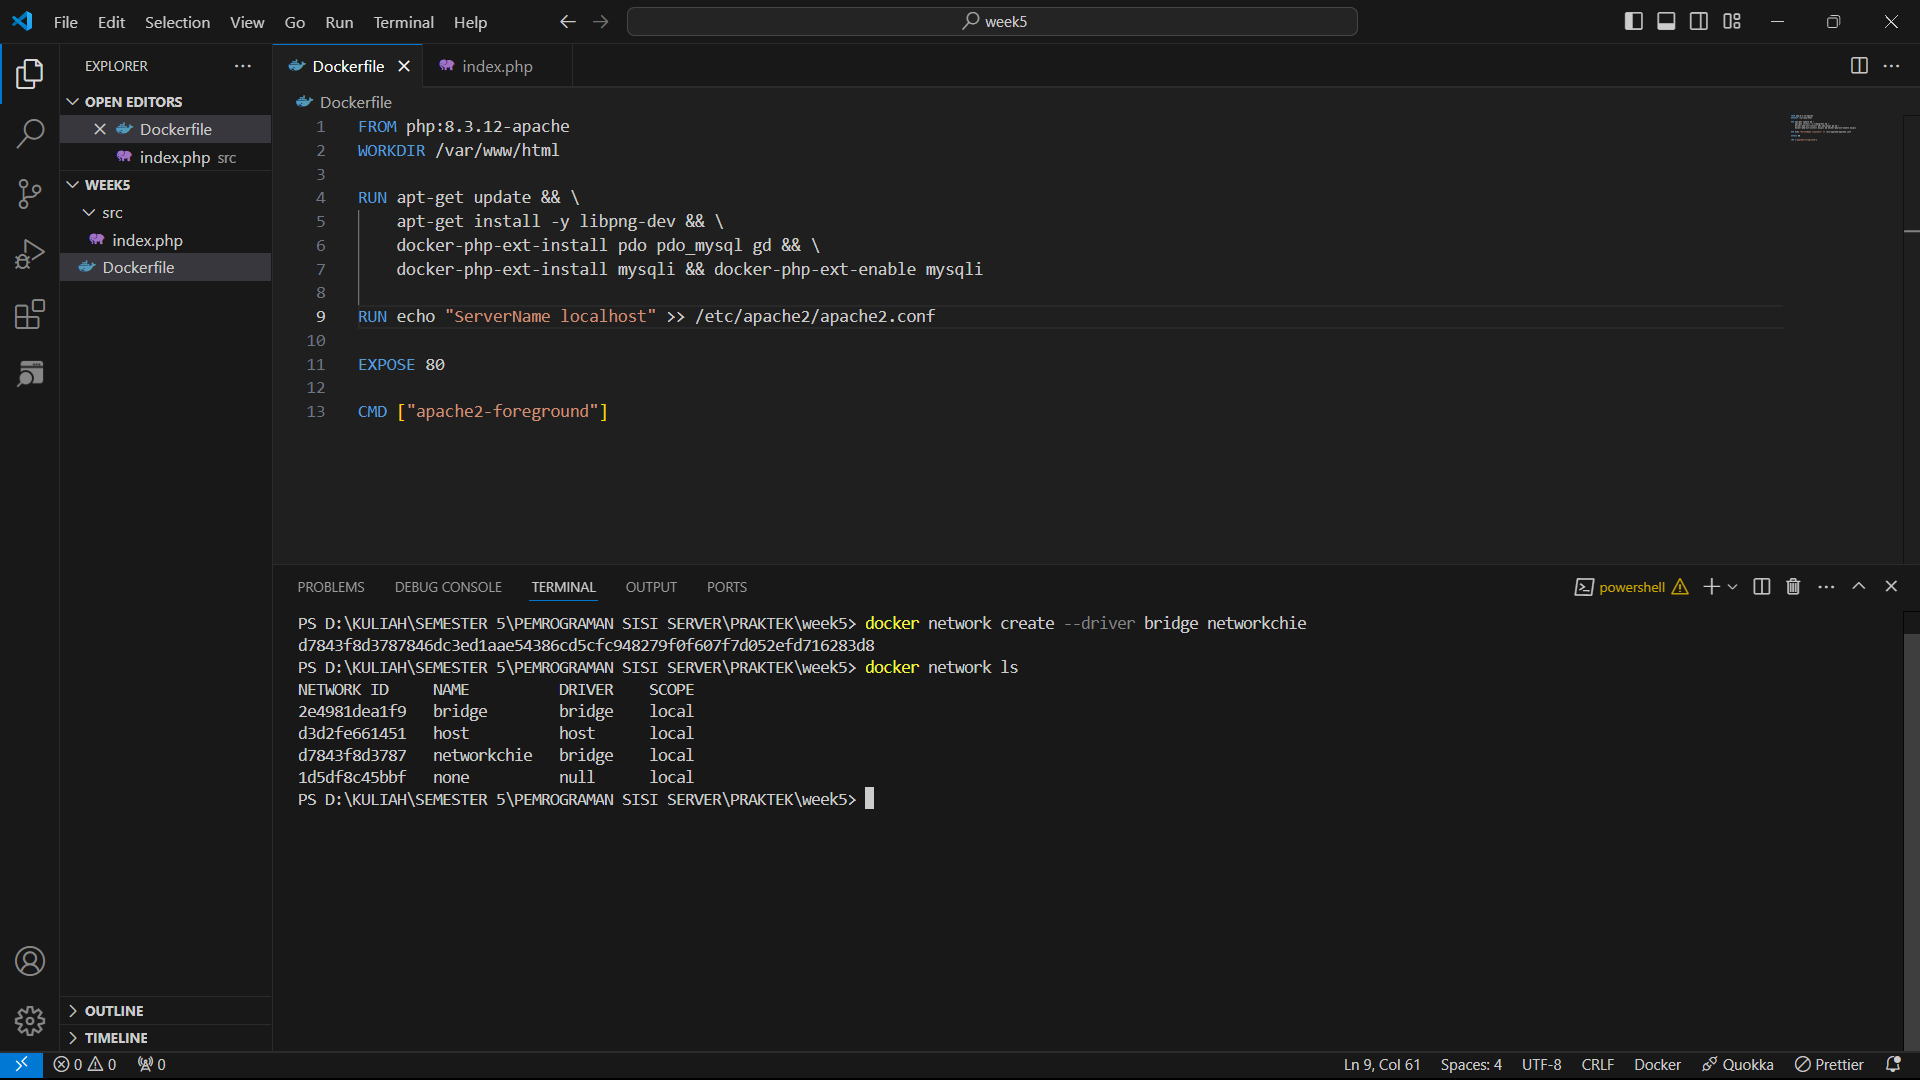 File Edit Selection View Go Run Terminal Help
week5
EXPLORER
OPEN EDITORS
Dockerfile
index.php src
WEEK5
src
index.php
Dockerfile
OUTLINE
TIMELINE
Dockerfile
index.php
Dockerfile
1 FROM php:8.3.12-apache
2 WORKDIR /var/www/html
3
4 RUN apt-get update && \
5     apt-get install -y libpng-dev && \
6     docker-php-ext-install pdo pdo_mysql gd && \
7     docker-php-ext-install mysqli && docker-php-ext-enable mysqli
8
9 RUN echo "ServerName localhost" >> /etc/apache2/apache2.conf
10
11 EXPOSE 80
12
13 CMD ["apache2-foreground"]
PROBLEMS DEBUG CONSOLE TERMINAL OUTPUT PORTS
powershell
PS D:\KULIAH\SEMESTER 5\PEMROGRAMAN SISI SERVER\PRAKTEK\week5> docker network create --driver bridge networkchie
d7843f8d3787846dc3ed1aae54386cd5cfc948279f0f607f7d052efd716283d8
PS D:\KULIAH\SEMESTER 5\PEMROGRAMAN SISI SERVER\PRAKTEK\week5> docker network ls
NETWORK ID     NAME          DRIVER    SCOPE
2e4981dea1f9   bridge        bridge    local
d3d2fe661451   host          host      local
d7843f8d3787   networkchie   bridge    local
1d5df8c45bbf   none          null      local
PS D:\KULIAH\SEMESTER 5\PEMROGRAMAN SISI SERVER\PRAKTEK\week5>
0 0 0
Ln 9, Col 61 Spaces: 4 UTF-8 CRLF Docker Quokka Prettier